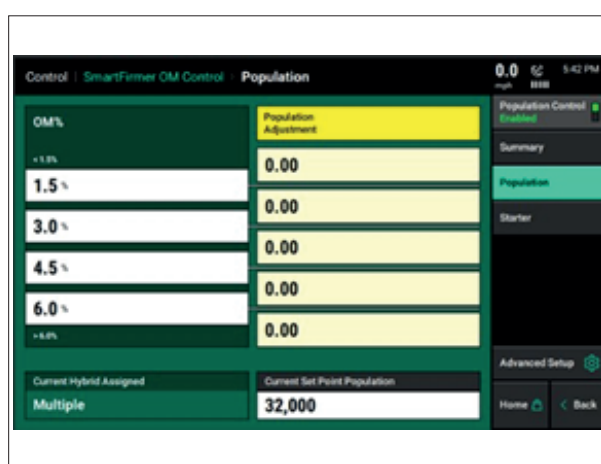 Control SmartFirmer OM Control Population
0.0
mph
5:42 PM
OM%
Population
Adjustment
Population Control
Enabled
Summary
Population
Starter
< 1.5%
0.00
1.5 %
0.00
3.0 %
0.00
4.5 %
0.00
6.0 %
0.00
> 6.0%
Current Hybrid Assigned
Multiple
Current Set Point Population
32,000
Advanced Setup
Home
< Back